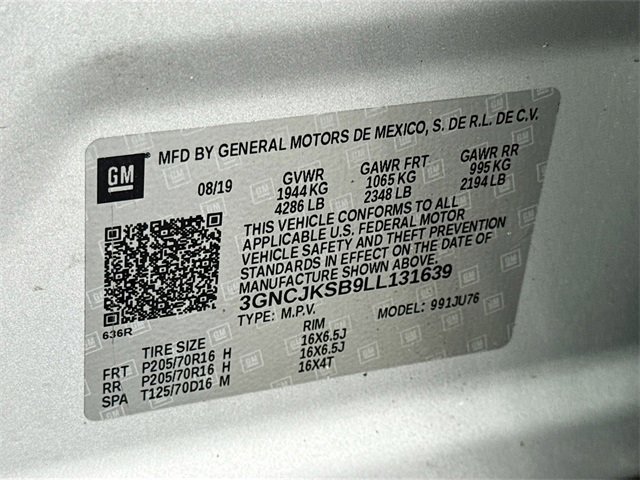 GM
MFD BY GENERAL MOTORS DE MEXICO, S. DE R.L. DE C.V.
08/19 GVWR GAWR FRT GAWR RR
1944 KG 1065 KG 995 KG
4286 LB 2348 LB 2194 LB
THIS VEHICLE CONFORMS TO ALL
APPLICABLE U.S. FEDERAL MOTOR
VEHICLE SAFETY AND THEFT PREVENTION
STANDARDS IN EFFECT ON THE DATE OF
MANUFACTURE SHOWN ABOVE.
3GNCJKSB9LL131639
TYPE: M.P.V. MODEL: 991JU76
636R
TIRE SIZE RIM
FRT P205/70R16 H 16X6.5J
RR P205/70R16 H 16X6.5J
SPA T125/70D16 M 16X4T